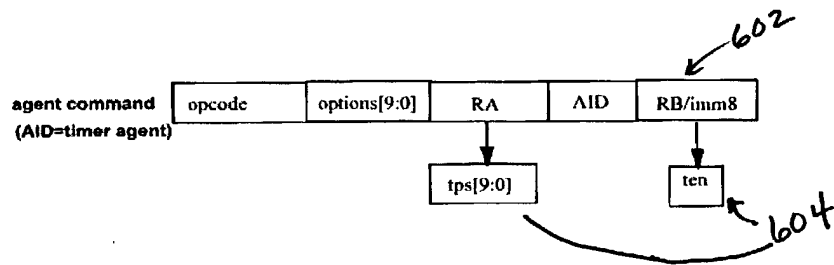 602
agent command
(AID=timer agent)
opcode options[9:0] RA AID RB/imm8
tps[9:0] ten
604